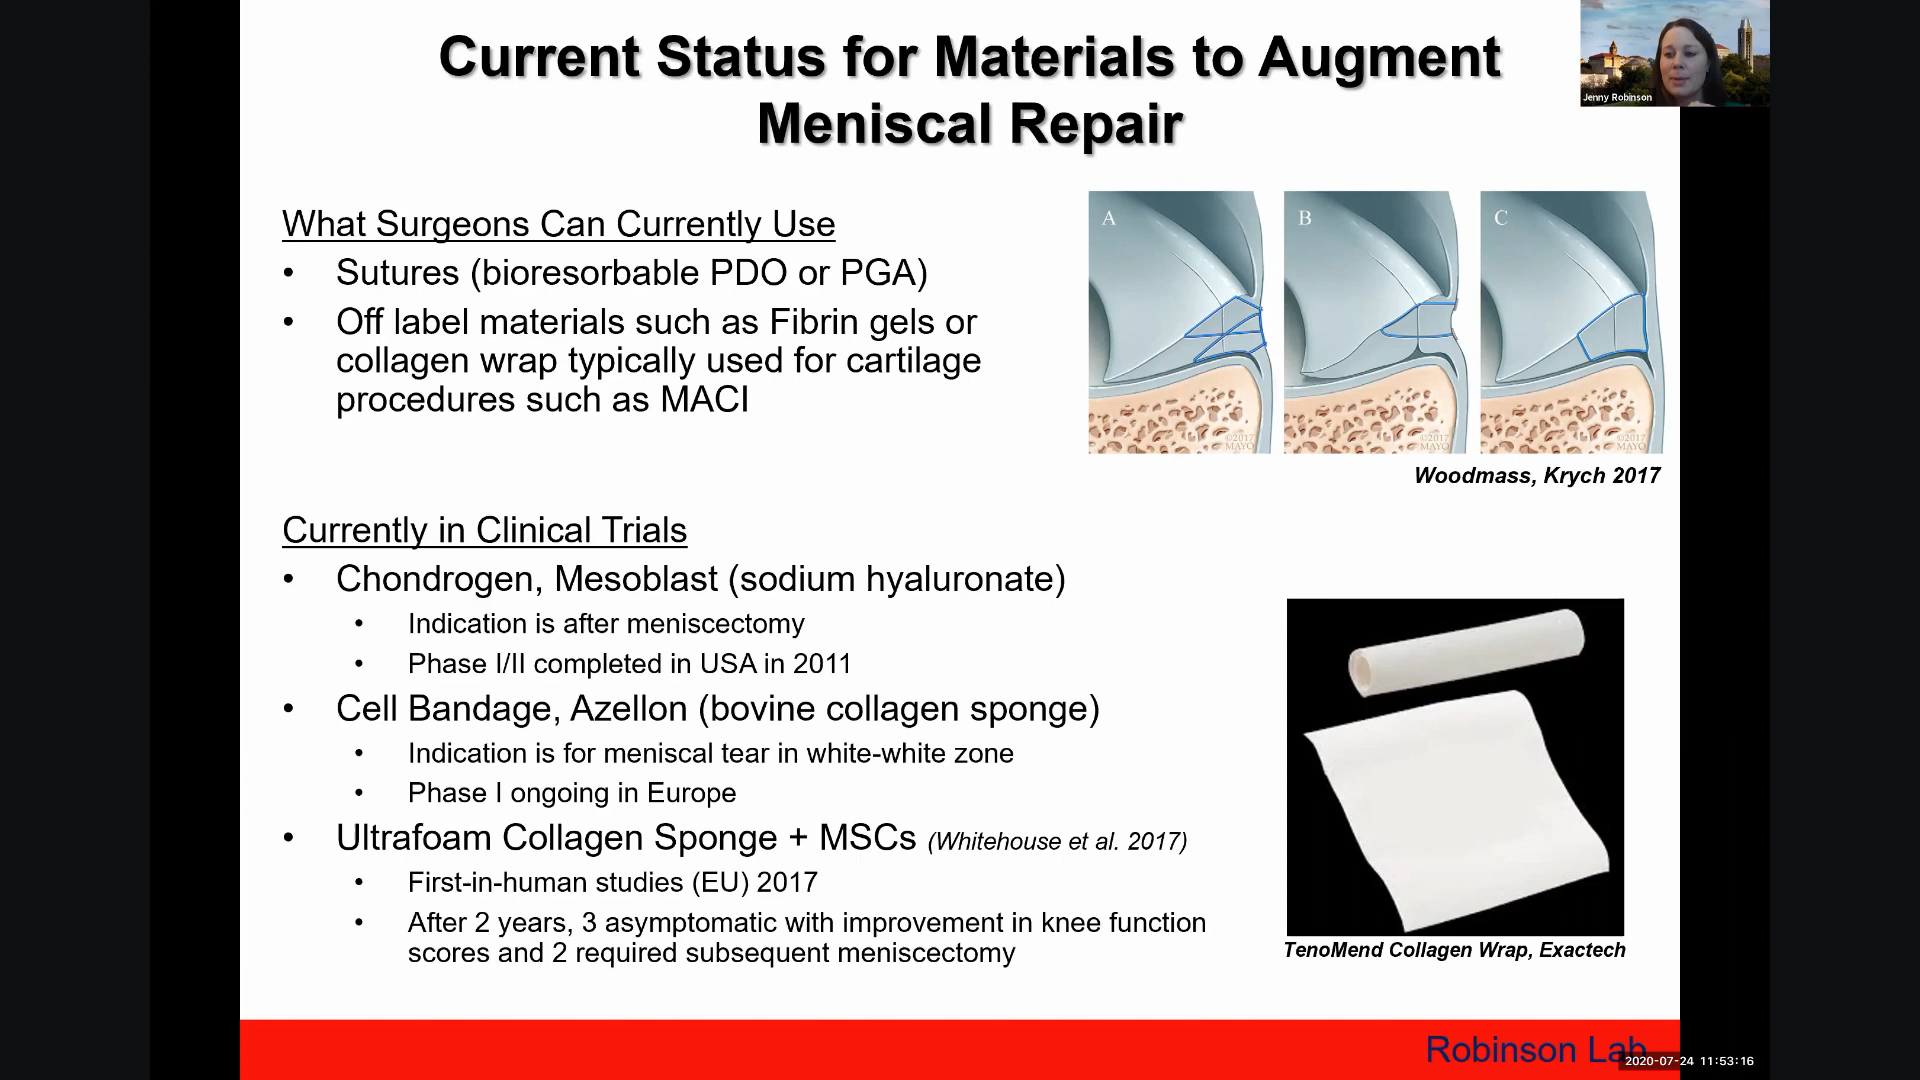 Current Status for Materials to Augment
Meniscal Repair
Jenny Robinson
What Surgeons Can Currently Use
• Sutures (bioresorbable PDO or PGA)
• Off label materials such as Fibrin gels or
collagen wrap typically used for cartilage
procedures such as MACI
A
B
C
©2017
MAYO
©2017
MAYO
©2017
MAYO
Woodmass, Krych 2017
Currently in Clinical Trials
• Chondrogen, Mesoblast (sodium hyaluronate)
• Indication is after meniscectomy
• Phase I/II completed in USA in 2011
• Cell Bandage, Azellon (bovine collagen sponge)
• Indication is for meniscal tear in white-white zone
• Phase I ongoing in Europe
• Ultrafoam Collagen Sponge + MSCs (Whitehouse et al. 2017)
• First-in-human studies (EU) 2017
• After 2 years, 3 asymptomatic with improvement in knee function
scores and 2 required subsequent meniscectomy
TenoMend Collagen Wrap, Exactech
Robinson Lab
2020-07-24 11:53:16